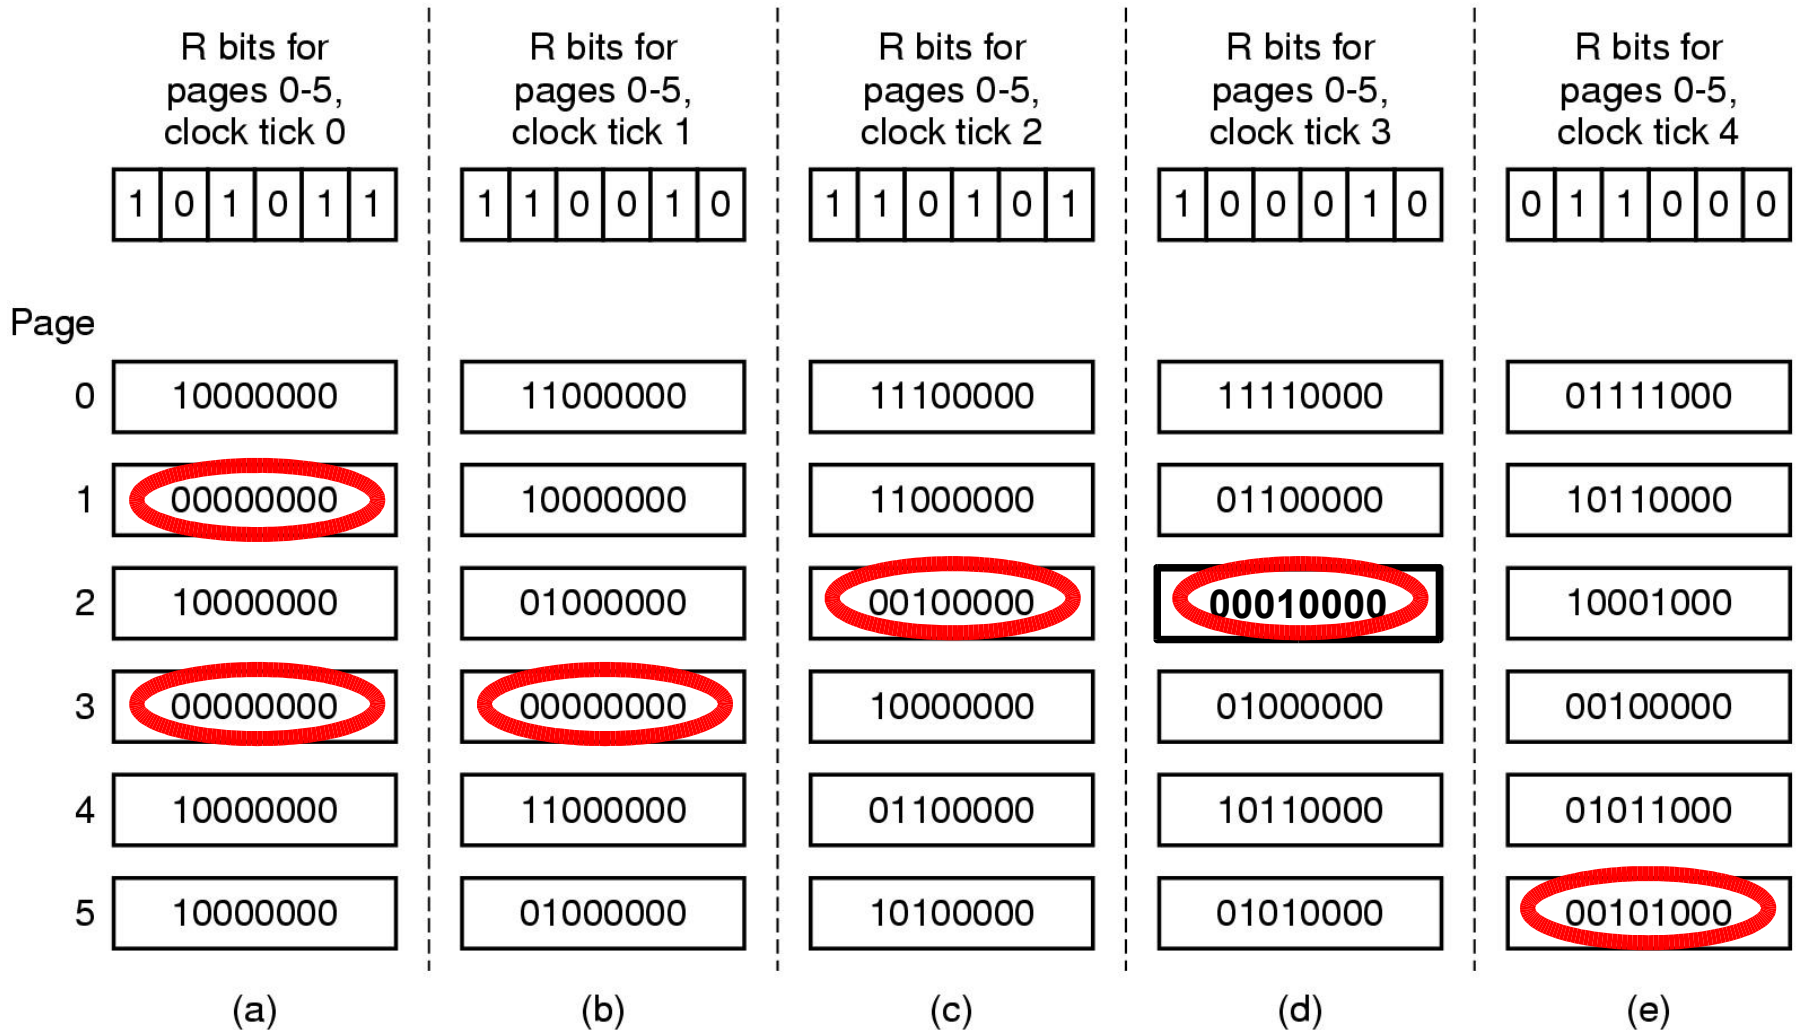 R bits for
pages 0-5,
clock tick 0
R bits for
pages 0-5,
clock tick 1
R bits for
pages 0-5,
clock tick 2
R bits for
pages 0-5,
clock tick 3
R bits for
pages 0-5,
clock tick 4
1 0 1 0 1 1
1 1 0 0 1 0
1 1 0 1 0 1
1 0 0 0 1 0
0 1 1 0 0 0
Page
0 10000000 11000000 11100000 11110000 01111000
1 00000000 10000000 11000000 01100000 10110000
2 10000000 01000000 00100000 00010000 10001000
3 00000000 00000000 10000000 01000000 00100000
4 10000000 11000000 01100000 10110000 01011000
5 10000000 01000000 10100000 01010000 00101000
(a) (b) (c) (d) (e)